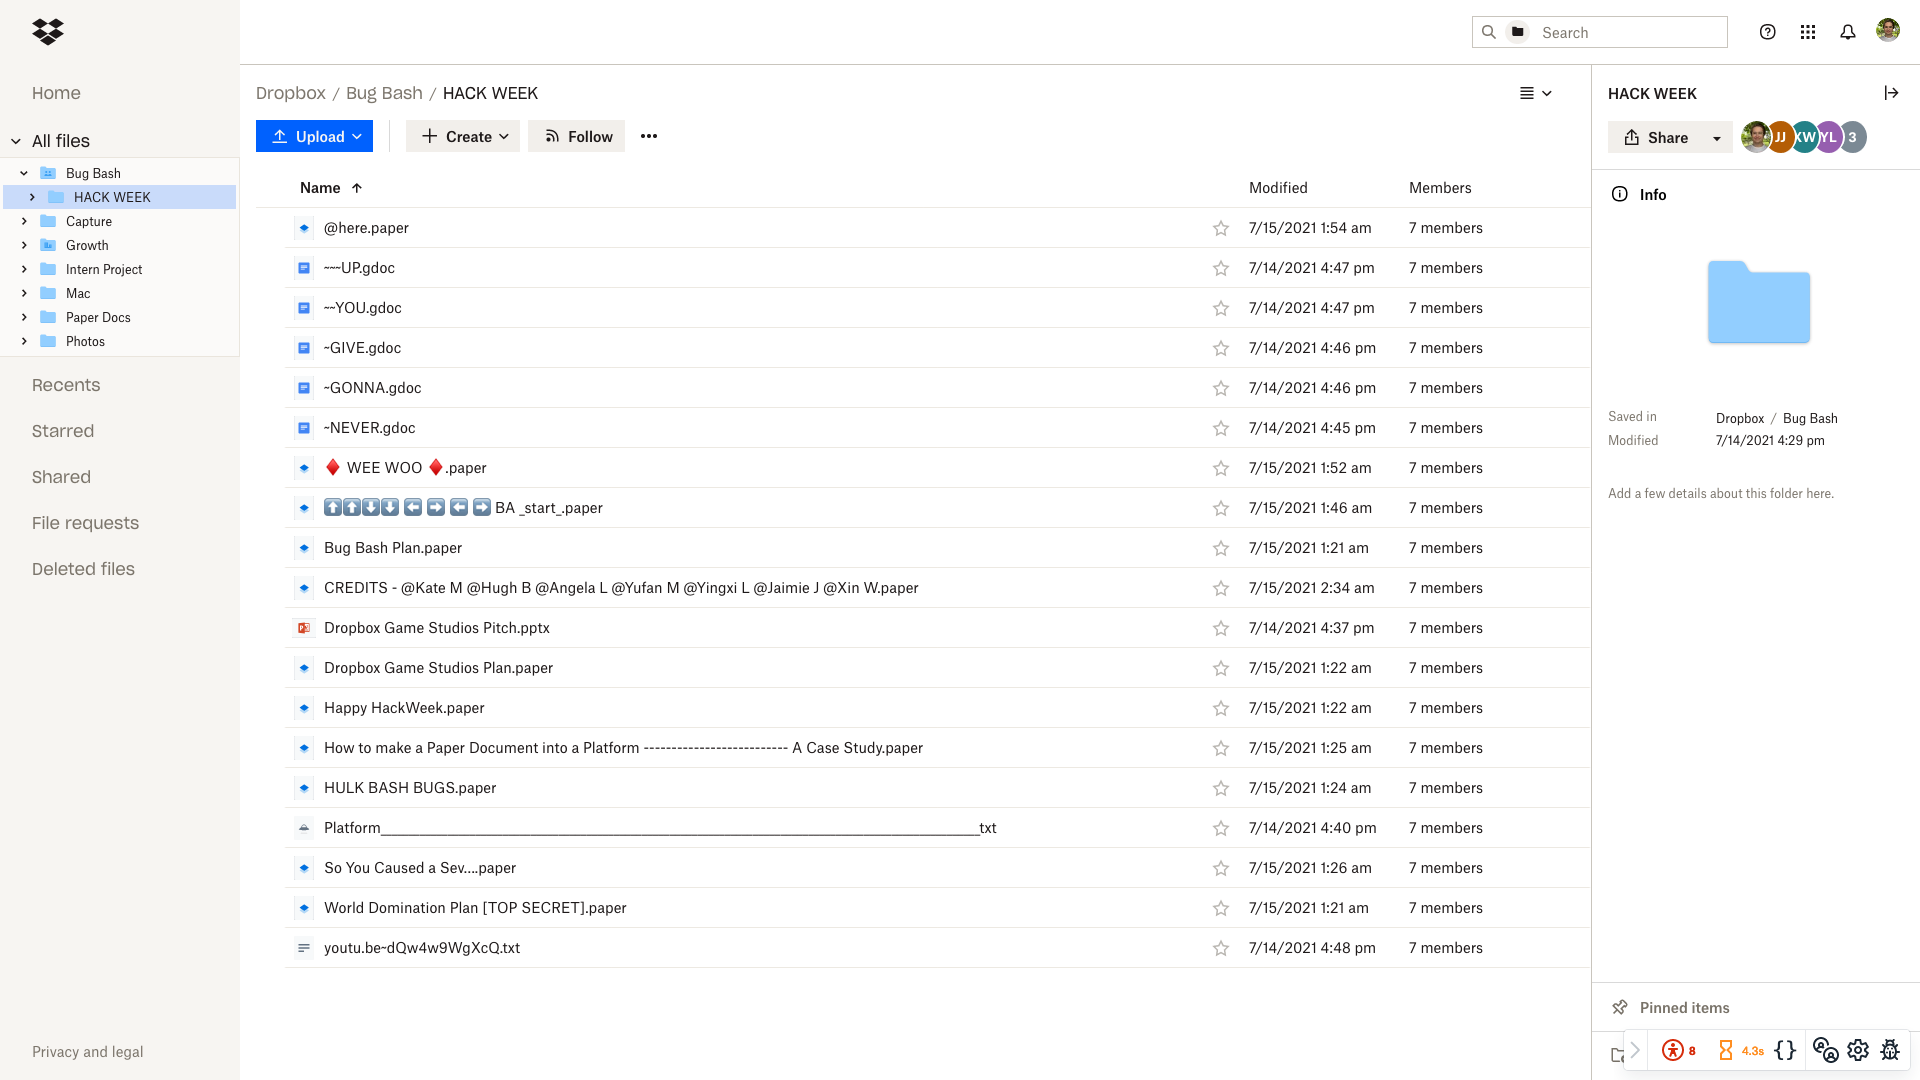 Search
Home
All files
Bug Bash
HACK WEEK
Capture
Growth
Intern Project
Mac
Paper Docs
Photos
Recents
Starred
Shared
File requests
Deleted files
Privacy and legal
Dropbox / Bug Bash / HACK WEEK
Upload
Create
Follow
Name Modified Members
@here.paper 7/15/2021 1:54 am 7 members
~~~UP.gdoc 7/14/2021 4:47 pm 7 members
~~YOU.gdoc 7/14/2021 4:47 pm 7 members
~GIVE.gdoc 7/14/2021 4:46 pm 7 members
~GONNA.gdoc 7/14/2021 4:46 pm 7 members
~NEVER.gdoc 7/14/2021 4:45 pm 7 members
♦️ WEE WOO ♦️.paper 7/15/2021 1:52 am 7 members
⬆️⬆️⬇️⬇️ ⬅️ ➡️ ⬅️ ➡️ BA _start_.paper 7/15/2021 1:46 am 7 members
Bug Bash Plan.paper 7/15/2021 1:21 am 7 members
CREDITS - @Kate M @Hugh B @Angela L @Yufan M @Yingxi L @Jaimie J @Xin W.paper 7/15/2021 2:34 am 7 members
Dropbox Game Studios Pitch.pptx 7/14/2021 4:37 pm 7 members
Dropbox Game Studios Plan.paper 7/15/2021 1:22 am 7 members
Happy HackWeek.paper 7/15/2021 1:22 am 7 members
How to make a Paper Document into a Platform -------------------------- A Case Study.paper 7/15/2021 1:25 am 7 members
HULK BASH BUGS.paper 7/15/2021 1:24 am 7 members
Platform___________________________________________________________________________txt 7/14/2021 4:40 pm 7 members
So You Caused a Sev....paper 7/15/2021 1:26 am 7 members
World Domination Plan [TOP SECRET].paper 7/15/2021 1:21 am 7 members
youtu.be~dQw4w9WgXcQ.txt 7/14/2021 4:48 pm 7 members
HACK WEEK
Share
JJ XW YL 3
Info
Saved in Dropbox / Bug Bash
Modified 7/14/2021 4:29 pm
Add a few details about this folder here.
Pinned items
8 4.3s {}